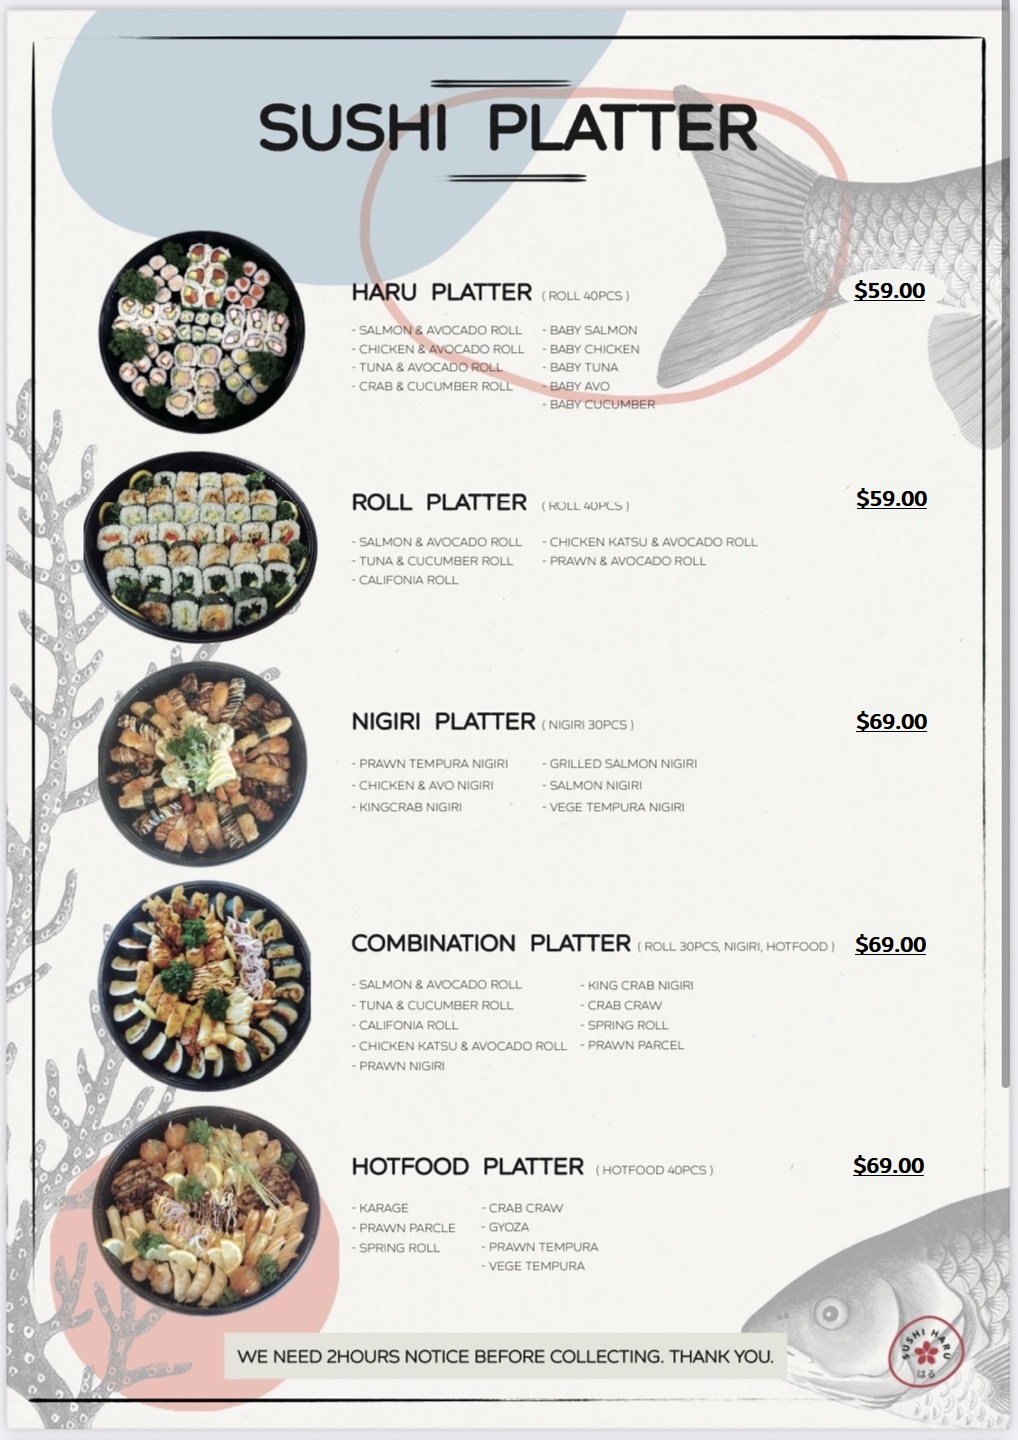 SUSHI PLATTER
HARU PLATTER ( ROLL 40PCS ) $59.00
- SALMON & AVOCADO ROLL - BABY SALMON
- CHICKEN & AVOCADO ROLL - BABY CHICKEN
- TUNA & AVOCADO ROLL - BABY TUNA
- CRAB & CUCUMBER ROLL - BABY AVO
- BABY CUCUMBER
ROLL PLATTER ( ROLL 40PCS ) $59.00
- SALMON & AVOCADO ROLL - CHICKEN KATSU & AVOCADO ROLL
- TUNA & CUCUMBER ROLL - PRAWN & AVOCADO ROLL
- CALIFONIA ROLL
NIGIRI PLATTER ( NIGIRI 30PCS ) $69.00
- PRAWN TEMPURA NIGIRI - GRILLED SALMON NIGIRI
- CHICKEN & AVO NIGIRI - SALMON NIGIRI
- KINGCRAB NIGIRI - VEGE TEMPURA NIGIRI
COMBINATION PLATTER ( ROLL 30PCS, NIGIRI, HOTFOOD ) $69.00
- SALMON & AVOCADO ROLL - KING CRAB NIGIRI
- TUNA & CUCUMBER ROLL - CRAB CRAW
- CALIFONIA ROLL - SPRING ROLL
- CHICKEN KATSU & AVOCADO ROLL - PRAWN PARCEL
- PRAWN NIGIRI
HOTFOOD PLATTER ( HOTFOOD 40PCS ) $69.00
- KARAGE - CRAB CRAW
- PRAWN PARCLE - GYOZA
- SPRING ROLL - PRAWN TEMPURA
- VEGE TEMPURA
WE NEED 2HOURS NOTICE BEFORE COLLECTING. THANK YOU.
SUSHI HARU
はる